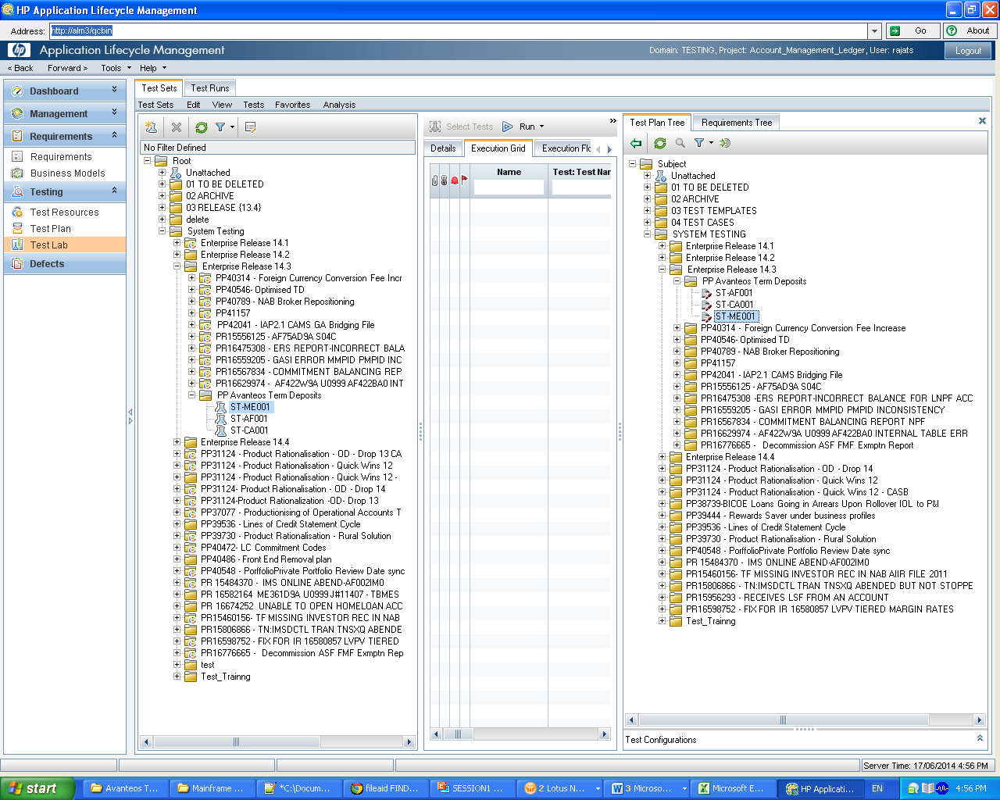 HP Application Lifecycle Management
Address: http://alm3/qcbin Go About
hp Application Lifecycle Management Domain: TESTING, Project: Account_Management_Ledger, User: rajats Logout
< Back Forward > Tools Help
Dashboard
Management
Requirements
Requirements
Business Models
Testing
Test Resources
Test Plan
Test Lab
Defects
Test Sets Test Runs
Test Sets Edit View Tests Favorites Analysis
No Filter Defined
Root
Unattached
01 TO BE DELETED
02 ARCHIVE
03 RELEASE {13.4}
delete
System Testing
Enterprise Release 14.1
Enterprise Release 14.2
Enterprise Release 14.3
PP40314 - Foreign Currency Conversion Fee Incr
PP40546- Optimised TD
PP40789 - NAB Broker Repositioning
PP41157
PP42041 - IAP2.1 CAMS GA Bridging File
PR15556125 - AF75AD9A S04C
PR16475308 - ERS REPORT-INCORRECT BALA
PR16559205 - GASI ERROR MMPID PMPID INC
PR16567834 - COMMITMENT BALANCING REP
PR16629974 - AF422W9A U0999 AF422BA0 INT
PP Avanteos Term Deposits
ST-ME001
ST-AF001
ST-CA001
Enterprise Release 14.4
PP31124 - Product Rationalisation - OD - Drop 13 CA
PP31124 - Product Rationalisation - Quick Wins 12
PP31124 - Product Rationalisation - Quick Wins 12 -
PP31124- Product Rationalisation - OD - Drop 14
PP31124-Product Rationalization -OD- Drop 13
PP37077 - Productionising of Operational Accounts T
PP39536 - Lines of Credit Statement Cycle
PP39730 - Product Rationalisation - Rural Solution
PP40472- LC Commitment Codes
PP40486 - Front End Removal plan
PP40548 - PorffolioPrivate Portfolio Review Date sync
PR 15484370 - IMS ONLINE ABEND-AF002IM0
PR 16582164 ME361D9A U0999 J#11407 - TBMES
PR 16674252 UNABLE TO OPEN HOMELOAN ACC
PR15460156- TF MISSING INVESTOR REC IN NAB
PR15806866 - TN:IMSDCTL TRAN TNSXQ ABENDE
PR16598752 - FIX FOR IR 16580857 LVPV TIERED
PR16776665 - Decommission ASF FMF Exmptn Rep
test
Test_Trainng
Select Tests Run
Details Execution Grid Execution Flo
Name Test: Test Nar
Test Plan Tree Requirements Tree
Subject
Unattached
01 TO BE DELETED
02 ARCHIVE
03 TEST TEMPLATES
04 TEST CASES
SYSTEM TESTING
Enterprise Release 14.1
Enterprise Release 14.2
Enterprise Release 14.3
PP Avanteos Term Deposits
ST-AF001
ST-CA001
ST-ME001
PP40314 - Foreign Currency Conversion Fee Increase
PP40546- Optimised TD
PP40789 - NAB Broker Repositioning
PP41157
PP42041 - IAP2.1 CAMS Bridging File
PR15556125 - AF75AD9A S04C
PR16475308 -ERS REPORT-INCORRECT BALANCE FOR LNPF ACC
PR16559205 - GASI ERROR MMPID PMPID INCONSISTENCY
PR16567834 - COMMITMENT BALANCING REPORT NPF
PR16629974 - AF422W9A U0999 AF422BA0 INTERNAL TABLE ERR
PR16776665 - Decommission ASF FMF Exmptn Report
Enterprise Release 14.4
PP31124 - Product Rationalisation - OD - Drop 14
PP31124 - Product Rationalisation - Quick Wins 12
PP31124 - Product Rationalisation - Quick Wins 12 - CASB
PP38739-BICOE Loans Going in Arrears Upon Rollover IOL to P&I
PP39444 - Rewards Saver under business profiles
PP39536 - Lines of Credit Statement Cycle
PP39730 - Product Rationalisation - Rural Solution
PP40548 - PorffolioPrivate Portfolio Review Date sync
PR 15484370 - IMS ONLINE ABEND-AF002IM0
PR15460156- TF MISSING INVESTOR REC IN NAB AIIR FILE 2011
PR15806866 - TN:IMSDCTL TRAN TNSXQ ABENDED BUT NOT STOPPE
PR15956293 - RECEIVES LSF FROM AN ACCOUNT
PR16598752 - FIX FOR IR 16580857 LVPV TIERED MARGIN RATES
Test_Trainng
Test Configurations
Server Time: 17/06/2014 4:56 PM
start Avanteos T... Mainframe ... *C:\Docum... fileaid FIND... SESSION1 ... 2 Lotus N... 3 Microso... Microsoft E... HP Applicati... EN 4:56 PM